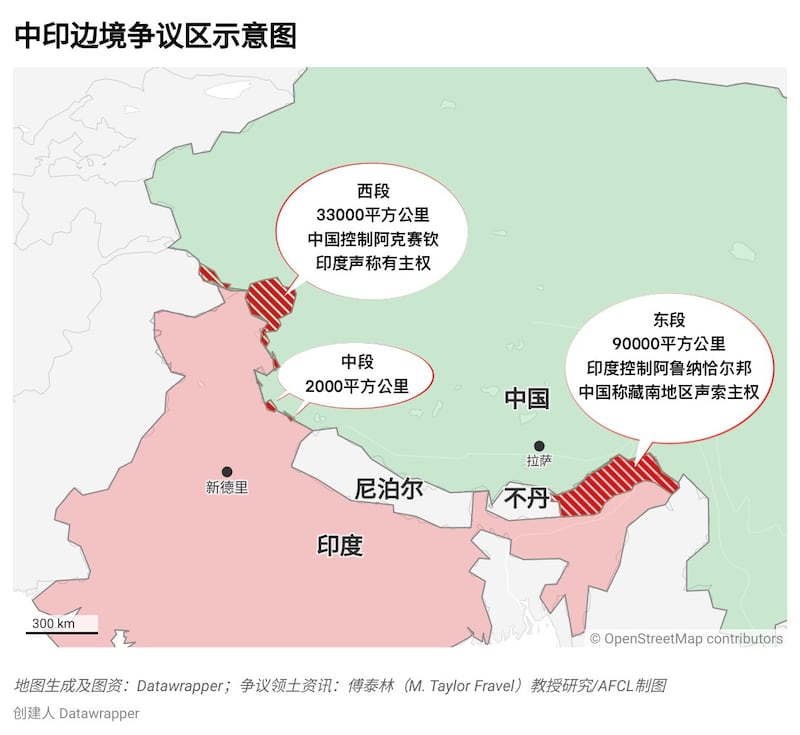 中印边境争议区示意图
西段
33000平方公里
中国控制阿克赛钦
印度声称有主权
东段
90000平方公里
印度控制阿鲁纳恰尔邦
中国称藏南地区声索主权
中段
2000平方公里
中国
拉萨
新德里
尼泊尔
不丹
印度
300 km
© OpenStreetMap contributors
地图生成及图资：Datawrapper；争议领土资讯：傅泰林（M. Taylor Fravel）教授研究/AFCL制图
创建人 Datawrapper